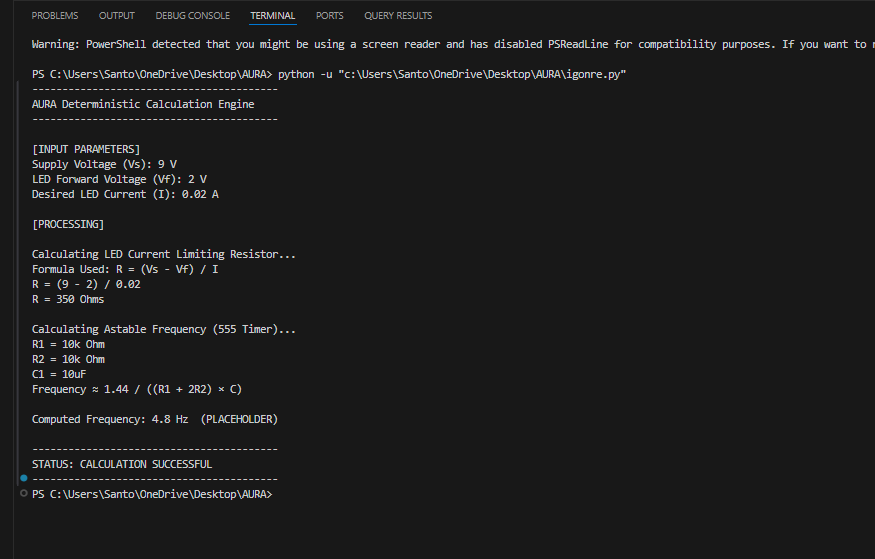 PROBLEMS OUTPUT DEBUG CONSOLE TERMINAL PORTS QUERY RESULTS
Warning: PowerShell detected that you might be using a screen reader and has disabled PSReadLine for compatibility purposes. If you want to
PS C:\Users\Santo\OneDrive\Desktop\AURA> python -u "c:\Users\Santo\OneDrive\Desktop\AURA\igonre.py"
-----------------------------------------
AURA Deterministic Calculation Engine
-----------------------------------------
[INPUT PARAMETERS]
Supply Voltage (Vs): 9 V
LED Forward Voltage (Vf): 2 V
Desired LED Current (I): 0.02 A
[PROCESSING]
Calculating LED Current Limiting Resistor...
Formula Used: R = (Vs - Vf) / I
R = (9 - 2) / 0.02
R = 350 Ohms
Calculating Astable Frequency (555 Timer)...
R1 = 10k Ohm
R2 = 10k Ohm
C1 = 10uF
Frequency ≈ 1.44 / ((R1 + 2R2) × C)
Computed Frequency: 4.8 Hz (PLACEHOLDER)
-----------------------------------------
STATUS: CALCULATION SUCCESSFUL
-----------------------------------------
PS C:\Users\Santo\OneDrive\Desktop\AURA>